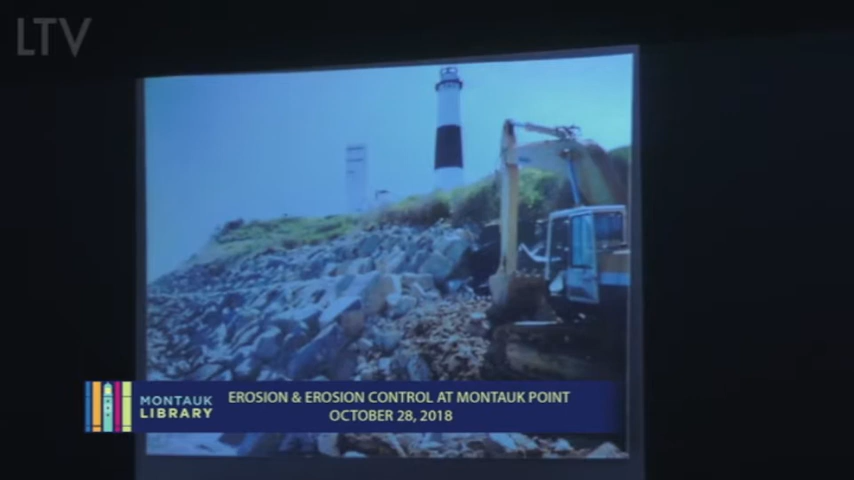 LTV
MONTAUK
LIBRARY
EROSION & EROSION CONTROL AT MONTAUK POINT
OCTOBER 28, 2018